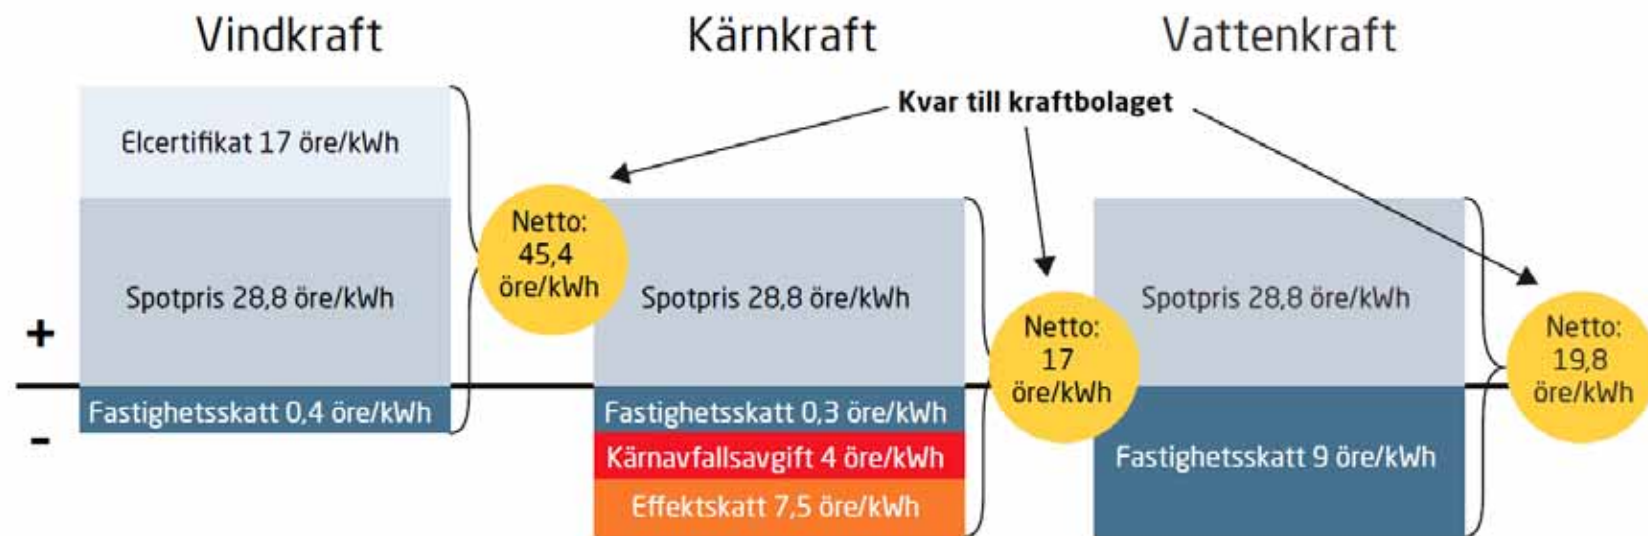 Vindkraft
Kärnkraft
Vattenkraft
Kvar till kraftbolaget
Elcertifikat 17 öre/kWh
Spotpris 28,8 öre/kWh
Fastighetsskatt 0,4 öre/kWh
Netto:
45,4
öre/kWh
Spotpris 28,8 öre/kWh
Fastighetsskatt 0,3 öre/kWh
Kärnavfallsavgift 4 öre/kWh
Effektskatt 7,5 öre/kWh
Netto:
17
öre/kWh
Spotpris 28,8 öre/kWh
Fastighetsskatt 9 öre/kWh
Netto:
19,8
öre/kWh
+
-